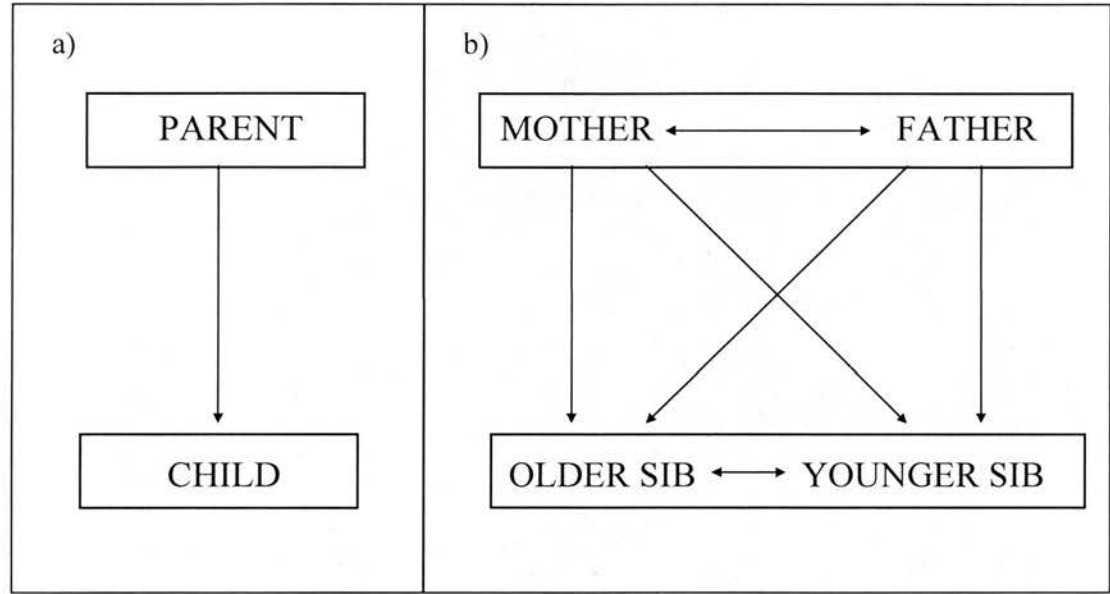 a)
PARENT
CHILD
b)
MOTHER FATHER
OLDER SIB YOUNGER SIB